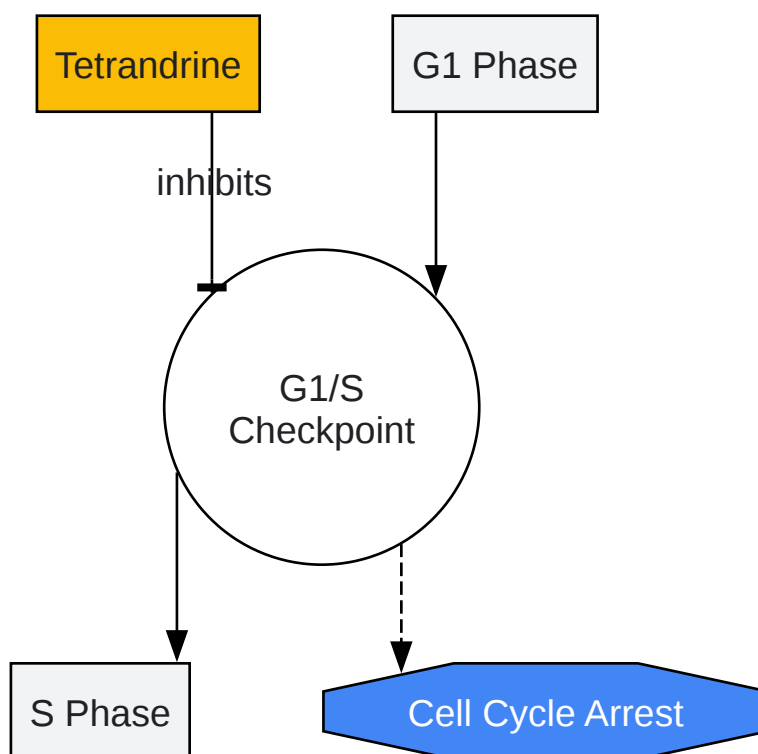 Tetrandrine
G1 Phase
inhibits
G1/S
Checkpoint
S Phase
Cell Cycle Arrest